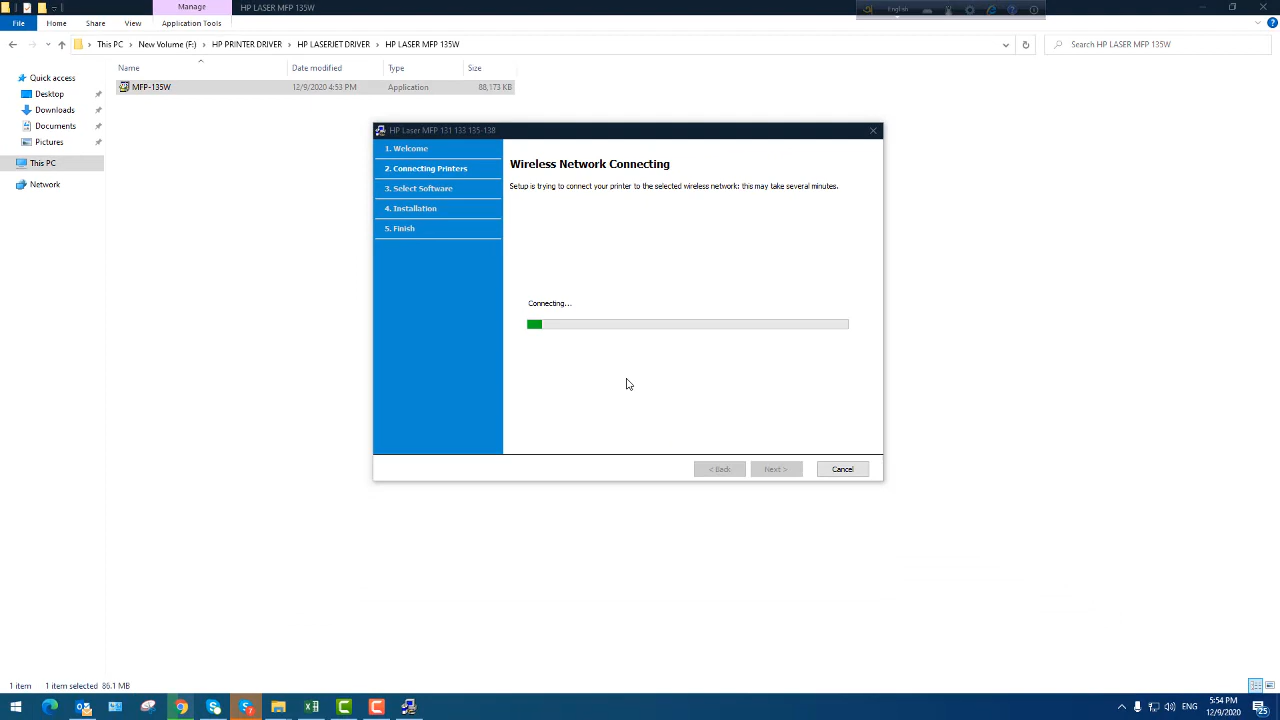 Manage
HP LASER MFP 135W
English
File
Home
Share
View
Application Tools
This PC
New Volume (F:)
HP PRINTER DRIVER
HP LASERJET DRIVER
HP LASER MFP 135W
Search HP LASER MFP 135W
Name
Date modified
Type
Size
Quick access
Desktop
Downloads
Documents
Pictures
This PC
Network
MFP-135W
12/9/2020 4:53 PM
Application
88,173 KB
HP Laser MFP 131 133 135-138
1. Welcome
2. Connecting Printers
3. Select Software
4. Installation
5. Finish
Wireless Network Connecting
Setup is trying to connect your printer to the selected wireless network; this may take several minutes.
Connecting...
< Back
Next >
Cancel
1 item
1 item selected 86.1 MB
ENG
5:54 PM
12/9/2020
25